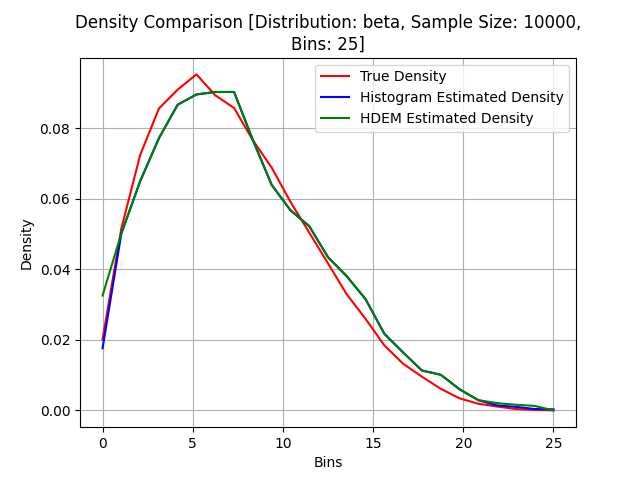 Density Comparison [Distribution: beta, Sample Size: 10000,
Bins: 25]
True Density
Histogram Estimated Density
HDEM Estimated Density
Density
0.08
0.06
0.04
0.02
0.00
0
5
10
15
20
25
Bins